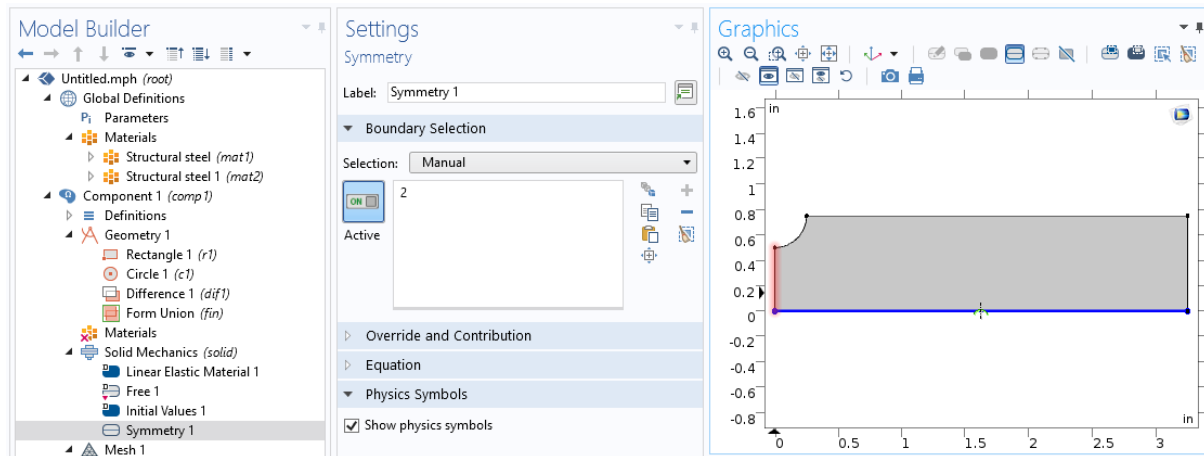 Model Builder
Untitled.mph (root)
Global Definitions
Pi Parameters
Materials
Structural steel (mat1)
Structural steel 1 (mat2)
Component 1 (comp1)
Definitions
Geometry 1
Rectangle 1 (r1)
Circle 1 (c1)
Difference 1 (dif1)
Form Union (fin)
Materials
Solid Mechanics (solid)
Linear Elastic Material 1
Free 1
Initial Values 1
Symmetry 1
Mesh 1
Settings
Symmetry
Label: Symmetry 1
Boundary Selection
Selection: Manual
ON
2
Active
Override and Contribution
Equation
Physics Symbols
Show physics symbols
Graphics
in
1.6
1.4
1.2
1
0.8
0.6
0.4
0.2
0
-0.2
-0.4
-0.6
-0.8
in
0 0.5 1 1.5 2 2.5 3